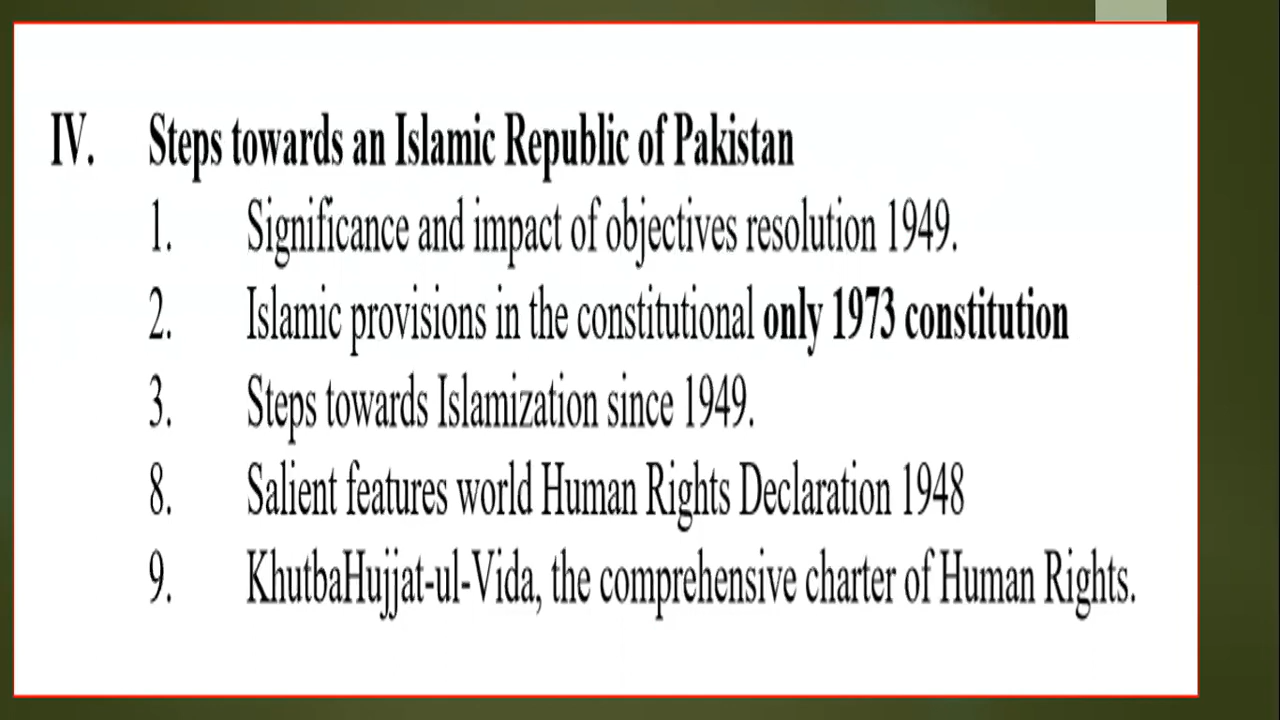 IV. Steps towards an Islamic Republic of Pakistan
1. Significance and impact of objectives resolution 1949.
2. Islamic provisions in the constitutional only 1973 constitution
3. Steps towards Islamization since 1949.
8. Salient features world Human Rights Declaration 1948
9. KhutbaHujjat-ul-Vida, the comprehensive charter of Human Rights.